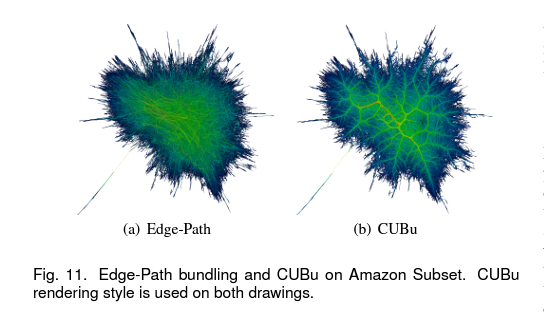 (a) Edge-Path
(b) CUBu
Fig. 11. Edge-Path bundling and CUBu on Amazon Subset. CUBu
rendering style is used on both drawings.